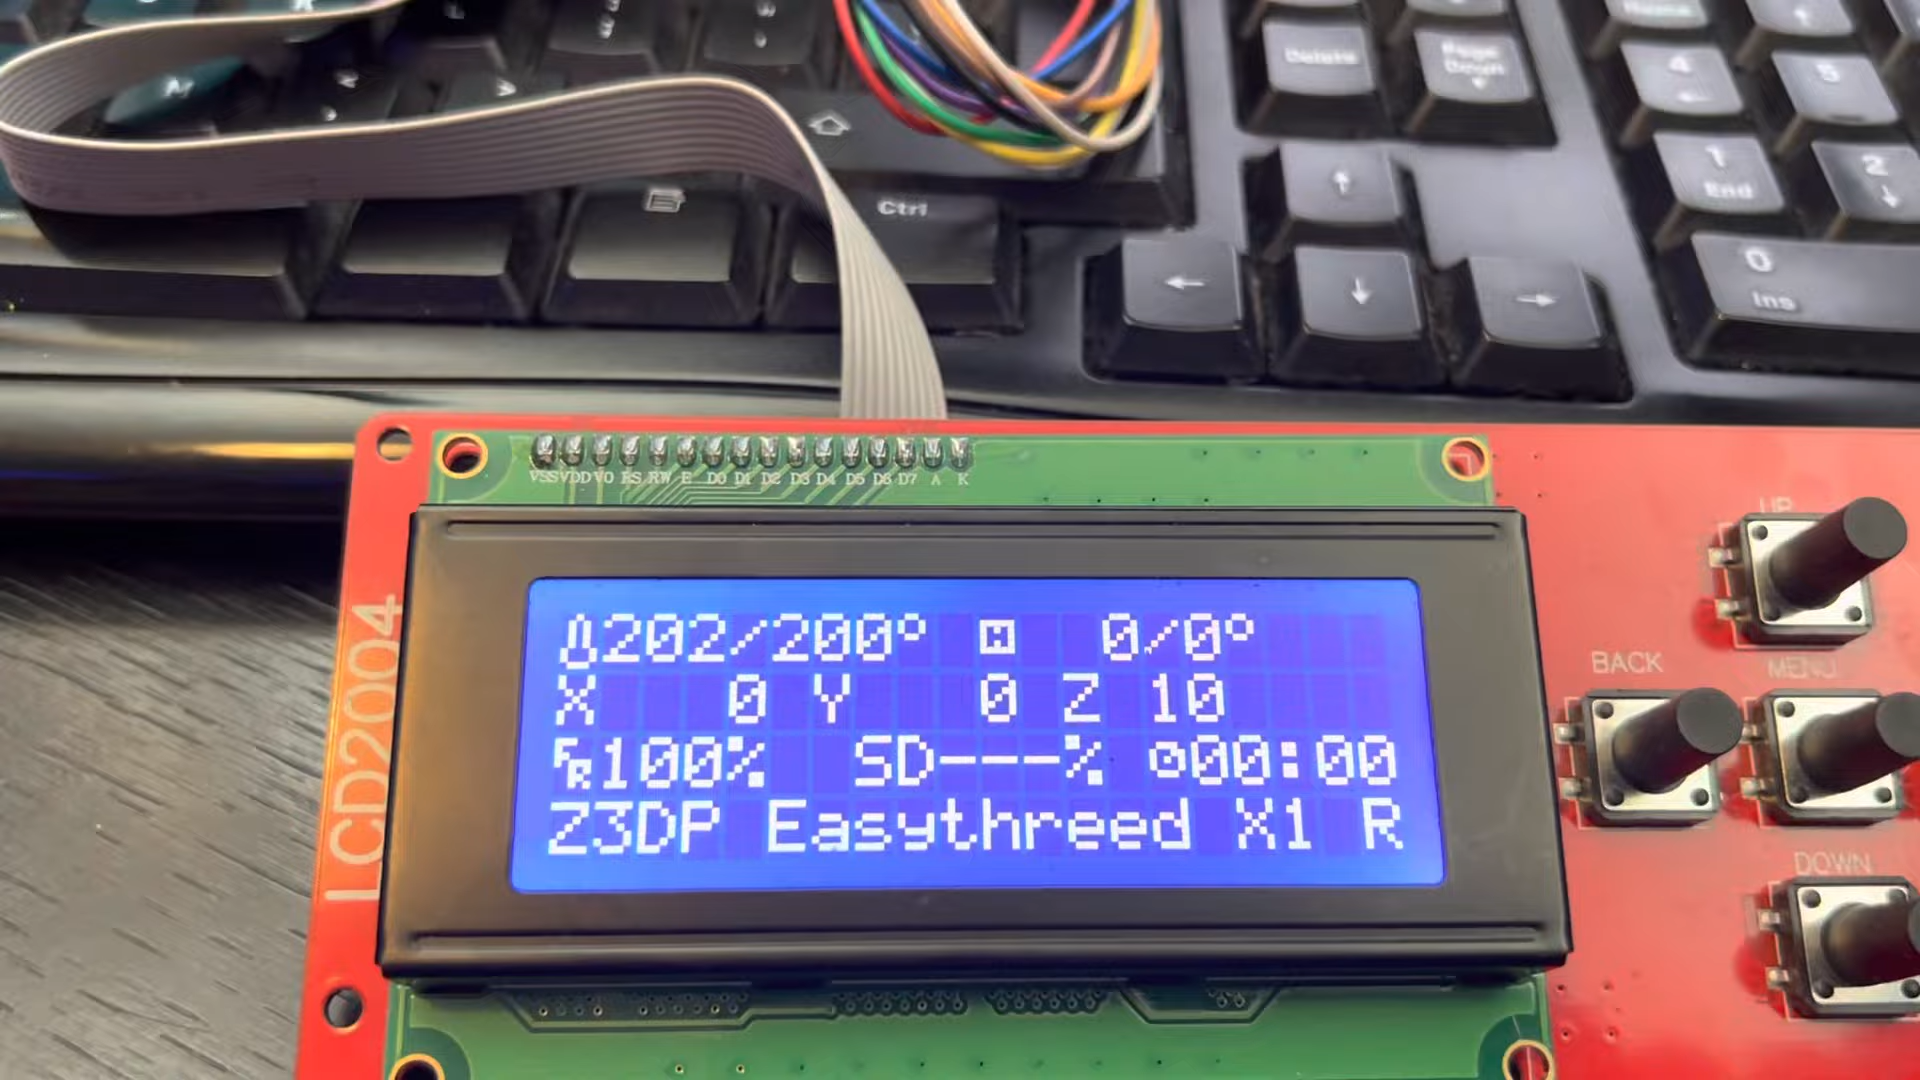 Delete
Page
Down
4
5
1
End
2
0
Ins
Ctrl
VSS VDD V0 RS RW E D0 D1 D2 D3 D4 D5 D6 D7 A K
LCD2004
202/200° H 0/0°
X 0 Y 0 Z 10
FR100% SD---% 00:00
Z3DP Easythreed X1 R
UP
BACK
MENU
DOWN